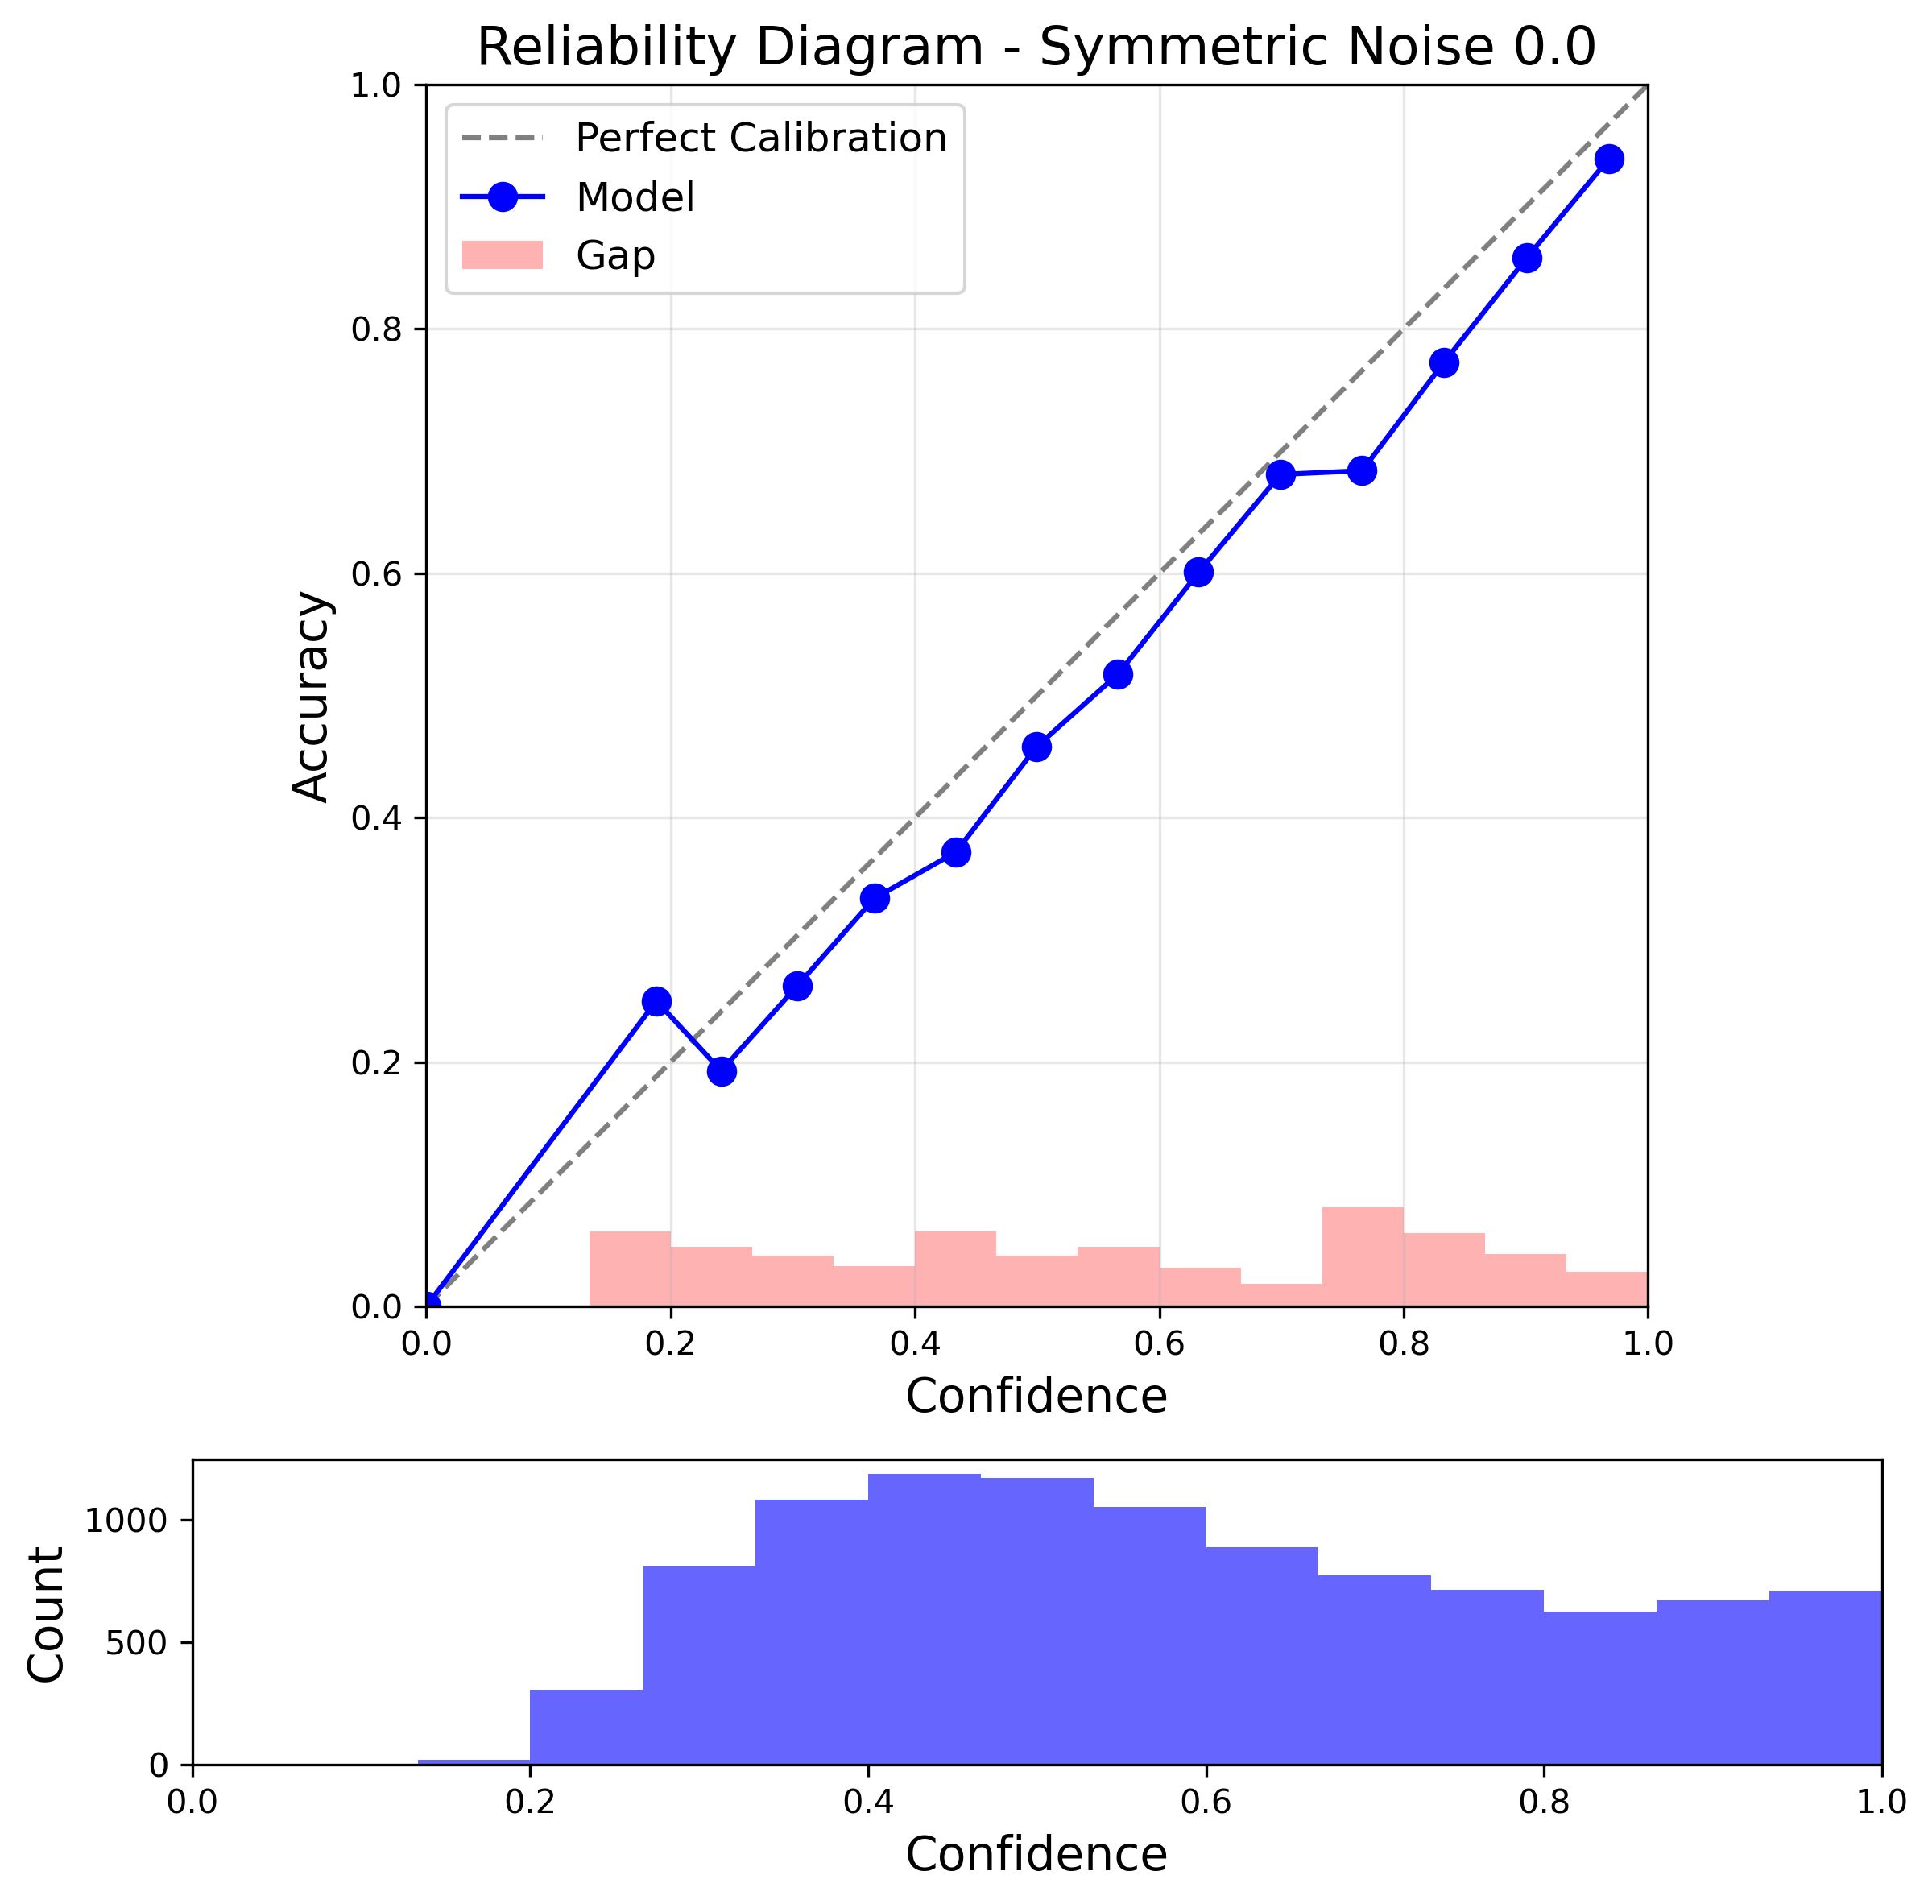 Reliability Diagram - Symmetric Noise 0.0
1.0
0.8
0.6
0.4
0.2
0.0
Accuracy
Perfect Calibration
Model
Gap
0.0 0.2 0.4 0.6 0.8 1.0
Confidence
1000
500
0
Count
0.0 0.2 0.4 0.6 0.8 1.0
Confidence